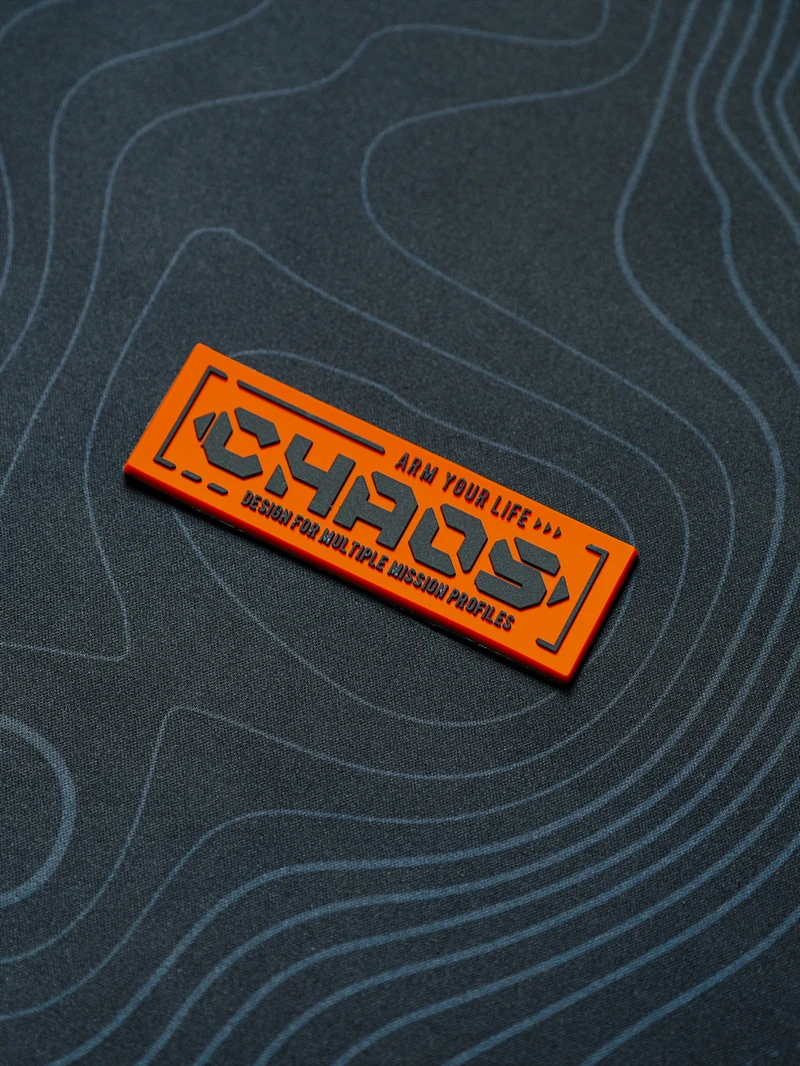 ARM YOUR LIFE
CHAOS
DESIGN FOR MULTIPLE MISSION PROFILES